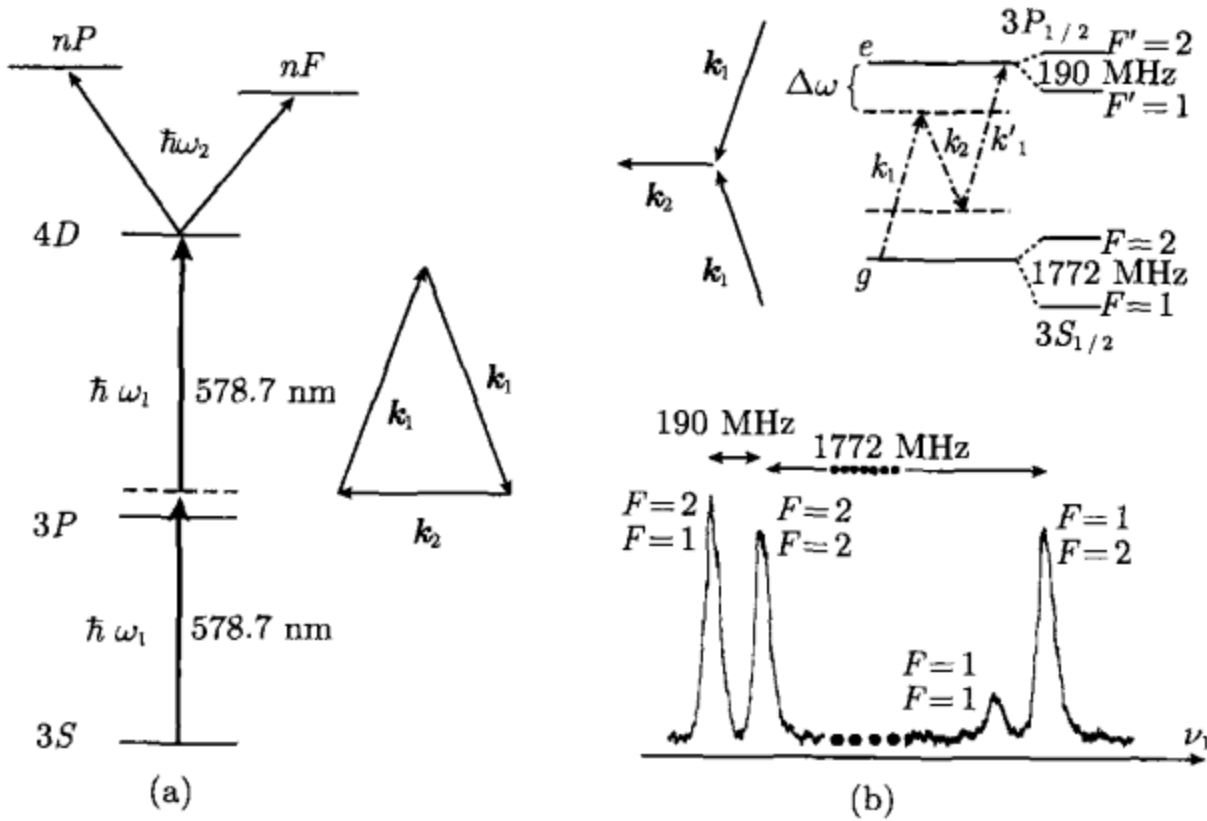 nP
nF
ħω₂
4D
ħ ω₁ 578.7 nm
k₁
k₁
k₂
3P
ħ ω₁ 578.7 nm
3S
(a)
k₁
k₂
k₁
e
Δω
k₁
k₂
k'₁
g
3P₁/₂
F'=2
190 MHz
F'=1
F=2
1772 MHz
F=1
3S₁/₂
190 MHz
1772 MHz
F=2
F=1
F=2
F=2
F=1
F=1
F=1
F=2
ν₁
(b)